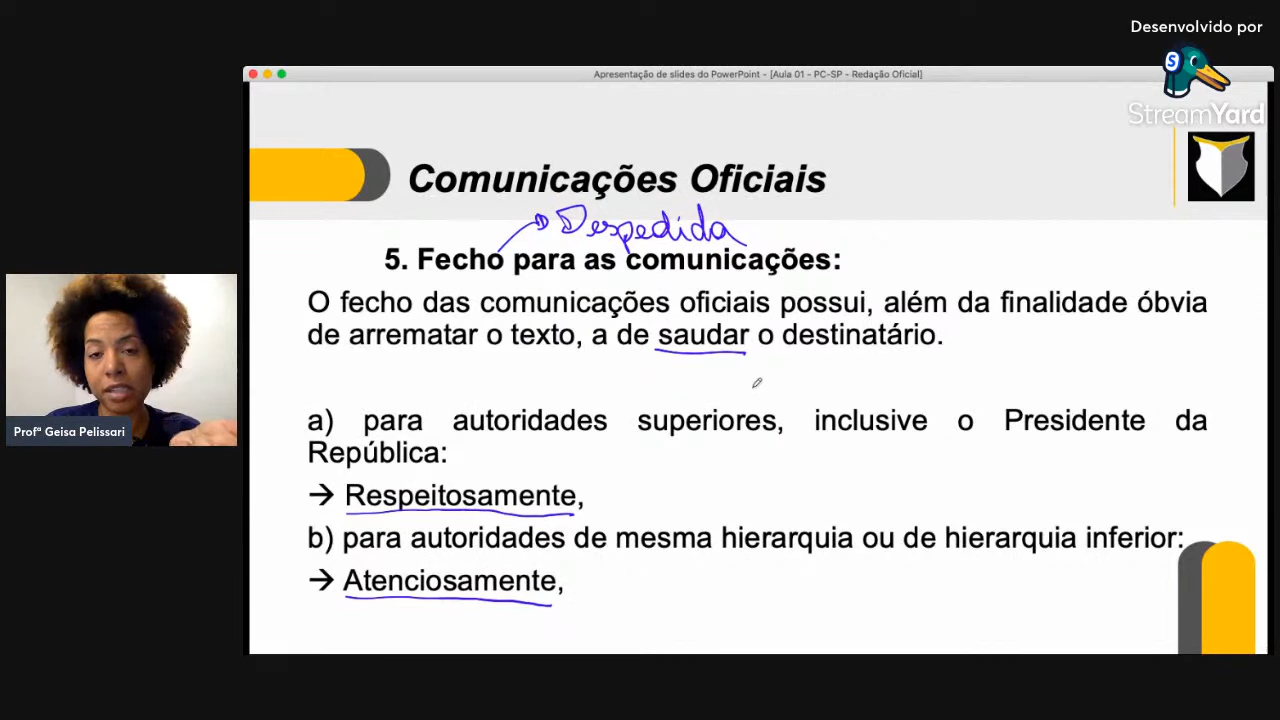 Desenvolvido por
StreamYard
Apresentação de slides do PowerPoint - [Aula 01 - PC-SP - Redação Oficial]
Comunicações Oficiais
Despedida
5. Fecho para as comunicações:
O fecho das comunicações oficiais possui, além da finalidade óbvia
de arrematar o texto, a de saudar o destinatário.
a) para autoridades superiores, inclusive o Presidente da
República:
→ Respeitosamente,
b) para autoridades de mesma hierarquia ou de hierarquia inferior:
→ Atenciosamente,
Profª Geisa Pelissari